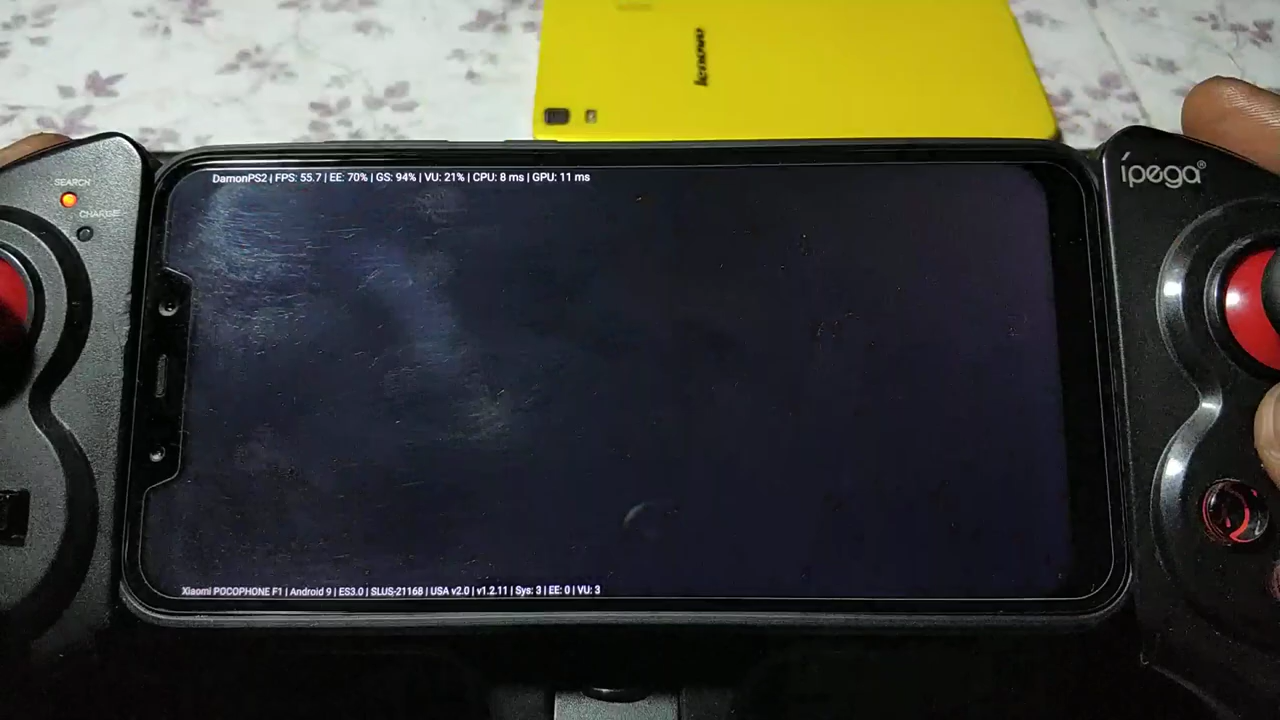 lenovo
ípega®
SEARCH
CHARGE
DamonPS2 | FPS: 55.7 | EE: 70% | GS: 94% | VU: 21% | CPU: 8 ms | GPU: 11 ms
Xiaomi POCOPHONE F1 | Android 9 | ES3.0 | SLUS-21168 | USA v2.0 | v1.2.11 | Sys: 3 | EE: 0 | VU: 3